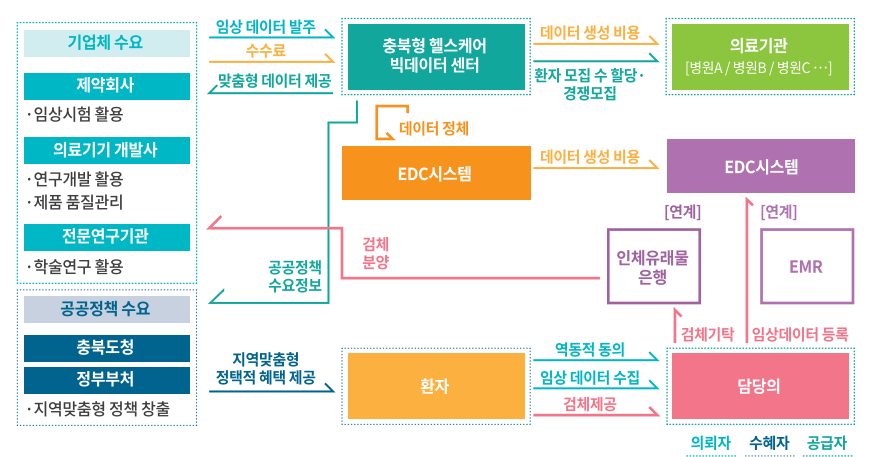 기업체 수요
제약회사
· 임상시험 활용
의료기기 개발사
· 연구개발 활용
· 제품 품질관리
전문연구기관
· 학술연구 활용
공공정책 수요
충북도청
정부부처
· 지역맞춤형 정책 창출
임상 데이터 발주
수수료
맞춤형 데이터 제공
충북형 헬스케어
빅데이터 센터
데이터 생성 비용
환자 모집 수 할당·
경쟁모집
의료기관
[병원A / 병원B / 병원C ⋯]
데이터 정체
EDC시스템
데이터 생성 비용
EDC시스템
[연계]
[연계]
검체
분양
인체유래물
은행
EMR
공공정책
수요정보
검체기탁
임상데이터 등록
지역맞춤형
정택적 혜택 제공
환자
역동적 동의
임상 데이터 수집
검체제공
담당의
의뢰자
수혜자
공급자